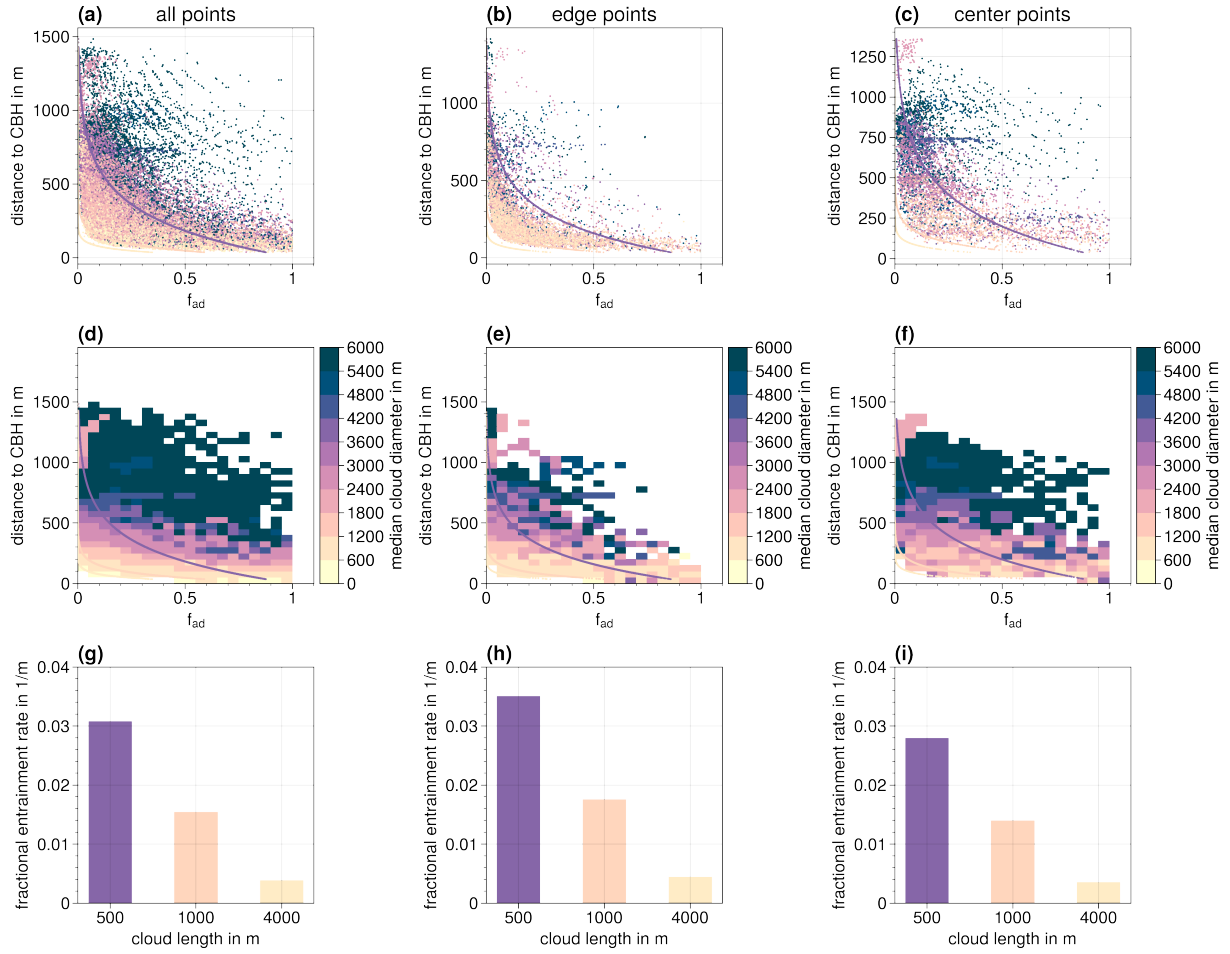 (a) all points
(b) edge points
(c) center points
distance to CBH in m
1500
1000
500
0
0 0.5 1
f_ad
distance to CBH in m
1000
500
0
0 0.5 1
f_ad
distance to CBH in m
1250
1000
750
500
250
0
0 0.5 1
f_ad
(d)
distance to CBH in m
1500
1000
500
0
0 0.5 1
f_ad
6000
5400
4800
4200
3600
3000
2400
1800
1200
600
0
median cloud diameter in m
(e)
distance to CBH in m
1500
1000
500
0
0 0.5 1
f_ad
6000
5400
4800
4200
3600
3000
2400
1800
1200
600
0
median cloud diameter in m
(f)
distance to CBH in m
1500
1000
500
0
0 0.5 1
f_ad
6000
5400
4800
4200
3600
3000
2400
1800
1200
600
0
median cloud diameter in m
(g)
fractional entrainment rate in 1/m
0.04
0.03
0.02
0.01
0
500 1000 4000
cloud length in m
(h)
fractional entrainment rate in 1/m
0.04
0.03
0.02
0.01
0
500 1000 4000
cloud length in m
(i)
fractional entrainment rate in 1/m
0.04
0.03
0.02
0.01
0
500 1000 4000
cloud length in m